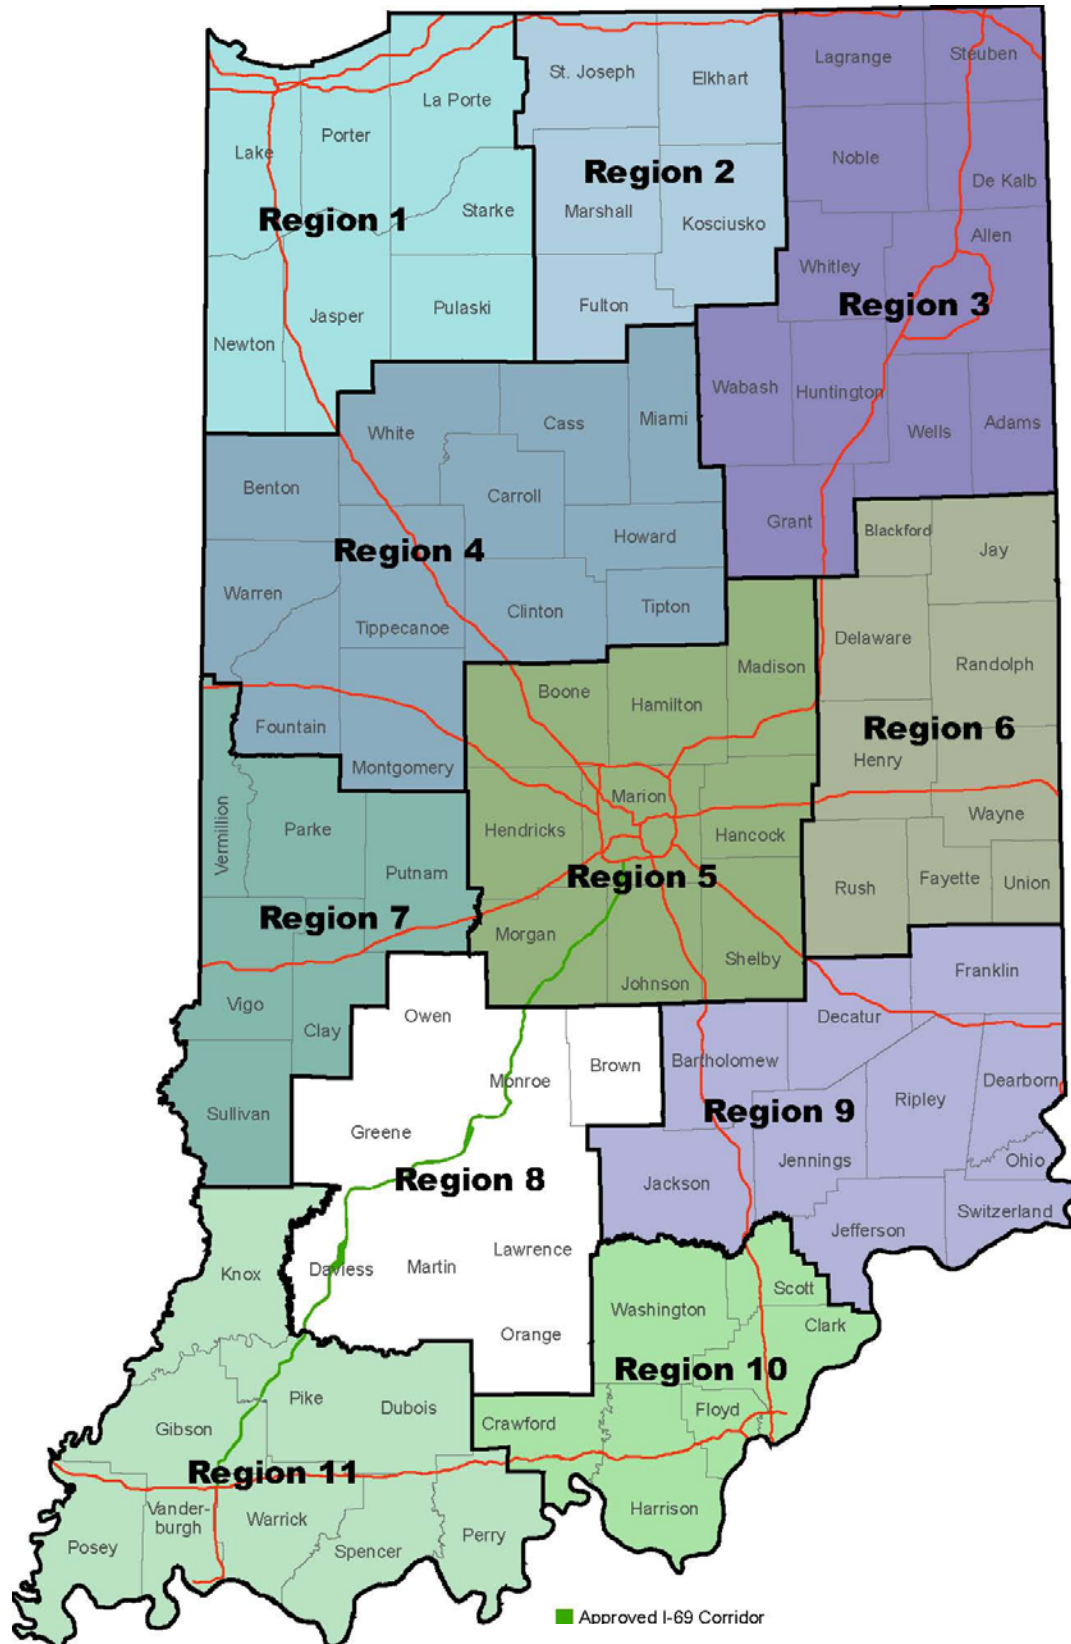 Lagrange
Steuben
St. Joseph
Elkhart
La Porte
Porter
Lake
Noble
De Kalb
Region 2
Region 1
Starke
Marshall
Kosciusko
Allen
Whitley
Region 3
Jasper
Pulaski
Fulton
Newton
Wabash
Huntington
Wells
Adams
White
Cass
Miami
Benton
Carroll
Grant
Blackford
Jay
Howard
Region 4
Warren
Tippecanoe
Clinton
Tipton
Delaware
Randolph
Madison
Boone
Hamilton
Fountain
Region 6
Henry
Montgomery
Marion
Wayne
Vermillion
Parke
Hendricks
Hancock
Putnam
Region 5
Rush
Fayette
Union
Region 7
Morgan
Shelby
Johnson
Franklin
Vigo
Clay
Owen
Decatur
Bartholomew
Monroe
Brown
Dearborn
Sullivan
Greene
Region 9
Ripley
Jennings
Ohio
Region 8
Jackson
Switzerland
Jefferson
Knox
Daviess
Martin
Lawrence
Scott
Washington
Clark
Orange
Region 10
Pike
Dubois
Gibson
Crawford
Floyd
Region 11
Vander-
burgh
Warrick
Harrison
Posey
Spencer
Perry
Approved I-69 Corridor